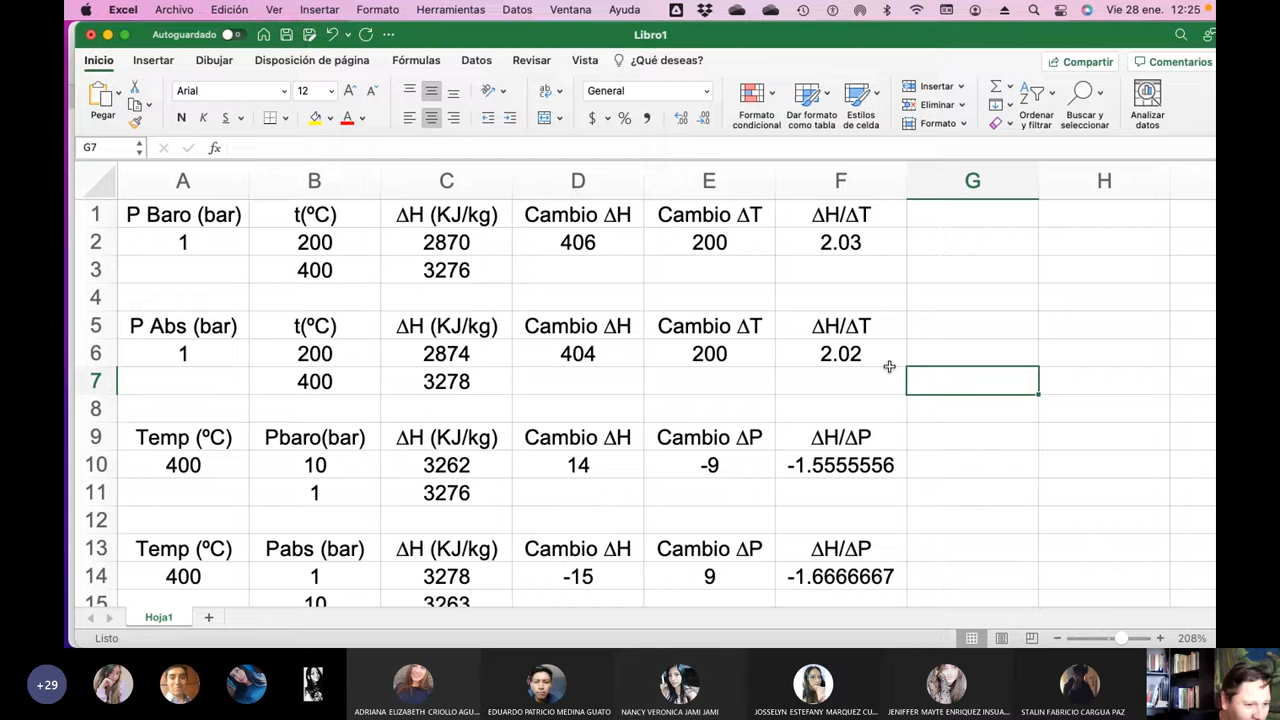 Excel Archivo Edición Ver Insertar Formato Herramientas Datos Ventana Ayuda Vie 28 ene. 12:25
Autoguardado Libro1
Inicio Insertar Dibujar Disposición de página Fórmulas Datos Revisar Vista ¿Qué deseas? Compartir Comentarios
Pegar Arial 12 General Formato condicional Dar formato como tabla Estilos de celda Insertar Eliminar Formato Ordenar y filtrar Buscar y seleccionar Analizar datos
N K S $ % 
G7 fx
A B C D E F G H
1 P Baro (bar) t(ºC) ΔH (KJ/kg) Cambio ΔH Cambio ΔT ΔH/ΔT
2 1 200 2870 406 200 2.03
3 400 3276
4
5 P Abs (bar) t(ºC) ΔH (KJ/kg) Cambio ΔH Cambio ΔT ΔH/ΔT
6 1 200 2874 404 200 2.02
7 400 3278
8
9 Temp (ºC) Pbaro(bar) ΔH (KJ/kg) Cambio ΔH Cambio ΔP ΔH/ΔP
10 400 10 3262 14 -9 -1.5555556
11 1 3276
12
13 Temp (ºC) Pabs (bar) ΔH (KJ/kg) Cambio ΔH Cambio ΔP ΔH/ΔP
14 400 1 3278 -15 9 -1.6666667
15 10 3263
Hoja1
Listo 208%
+29 ADRIANA ELIZABETH CRIOLLO AGU... EDUARDO PATRICIO MEDINA GUATO NANCY VERONICA JAMI JAMI JOSSELYN ESTEFANY MARQUEZ CU... JENIFFER MAYTE ENRIQUEZ INSUA... STALIN FABRICIO CARGUA PAZ